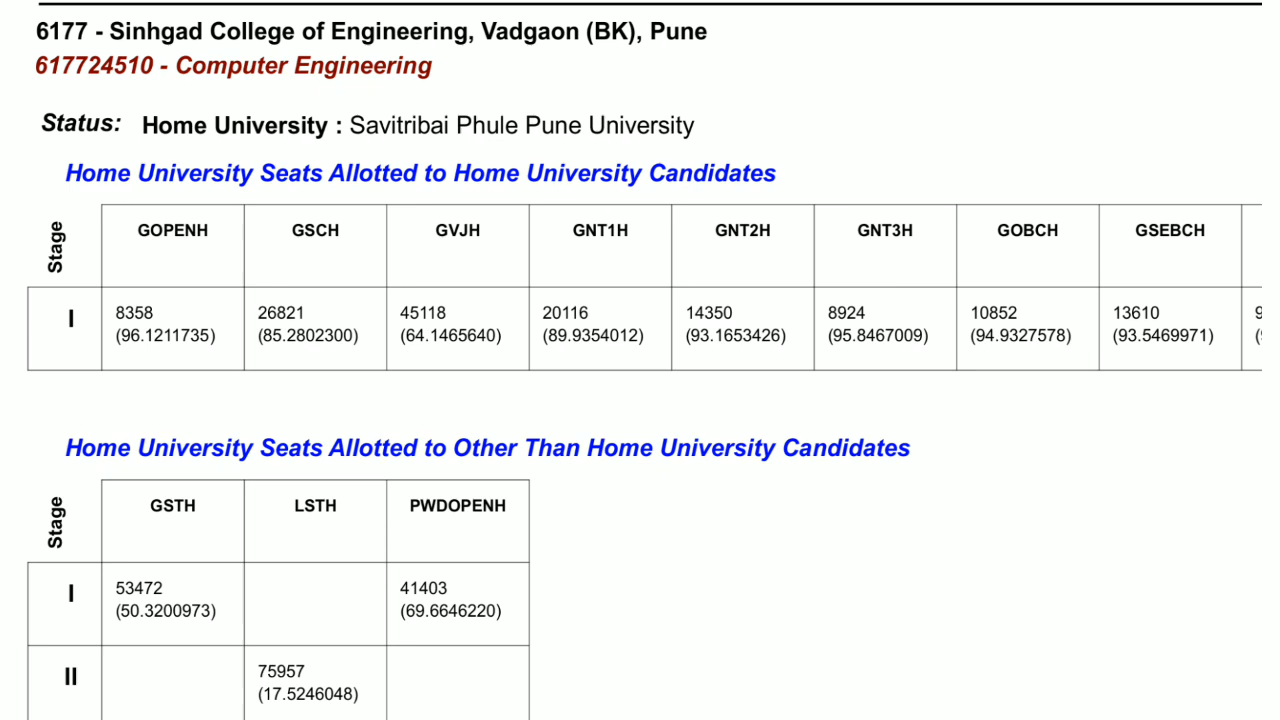 6177 - Sinhgad College of Engineering, Vadgaon (BK), Pune
617724510 - Computer Engineering
Status: Home University : Savitribai Phule Pune University
Home University Seats Allotted to Home University Candidates
Stage GOPENH GSCH GVJH GNT1H GNT2H GNT3H GOBCH GSEBCH
I 8358 26821 45118 20116 14350 8924 10852 13610
(96.1211735) (85.2802300) (64.1465640) (89.9354012) (93.1653426) (95.8467009) (94.9327578) (93.5469971)
Home University Seats Allotted to Other Than Home University Candidates
Stage GSTH LSTH PWDOPENH
I 53472 41403
(50.3200973) (69.6646220)
II 75957
(17.5246048)